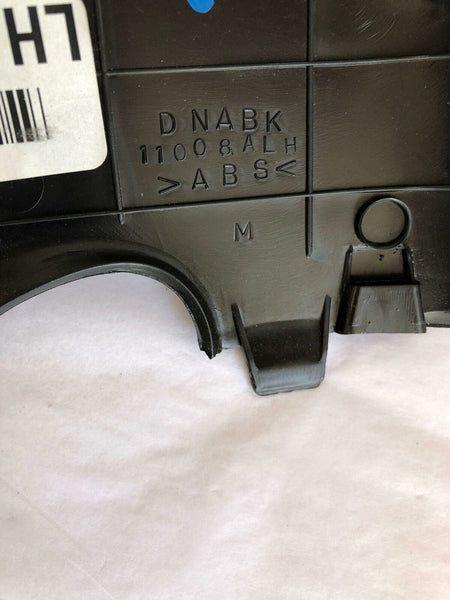 LH
D NABK
11008ALH
>ABS<
M